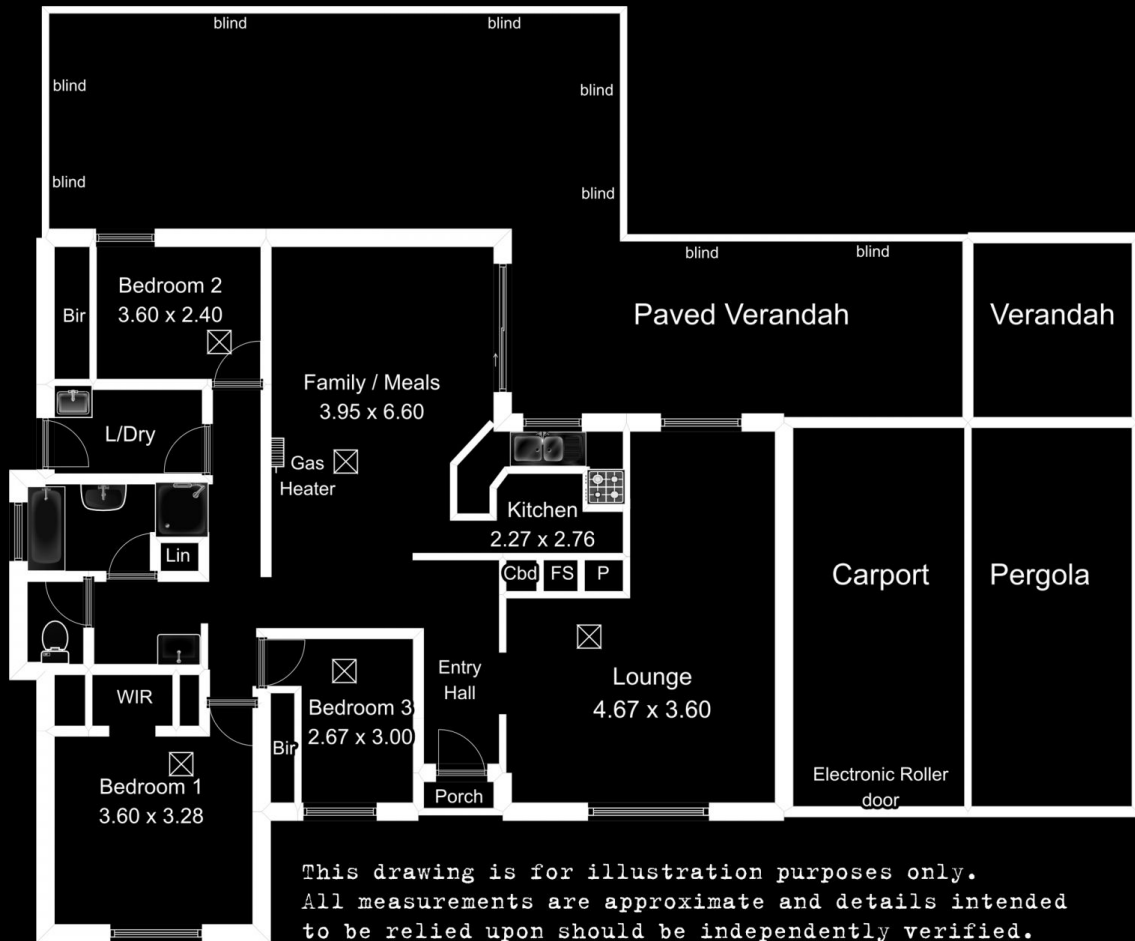 blind
blind
blind
blind
blind
blind
blind
blind
Bedroom 2
3.60 x 2.40
Bir
Paved Verandah
Verandah
Family / Meals
3.95 x 6.60
L/Dry
Gas
Heater
Kitchen
2.27 x 2.76
Lin
Cbd
FS
P
Carport
Pergola
Entry
Hall
Lounge
4.67 x 3.60
WIR
Bedroom 3
2.67 x 3.00
Bir
Bedroom 1
3.60 x 3.28
Porch
Electronic Roller
door
This drawing is for illustration purposes only.
All measurements are approximate and details intended
to be relied upon should be independently verified.